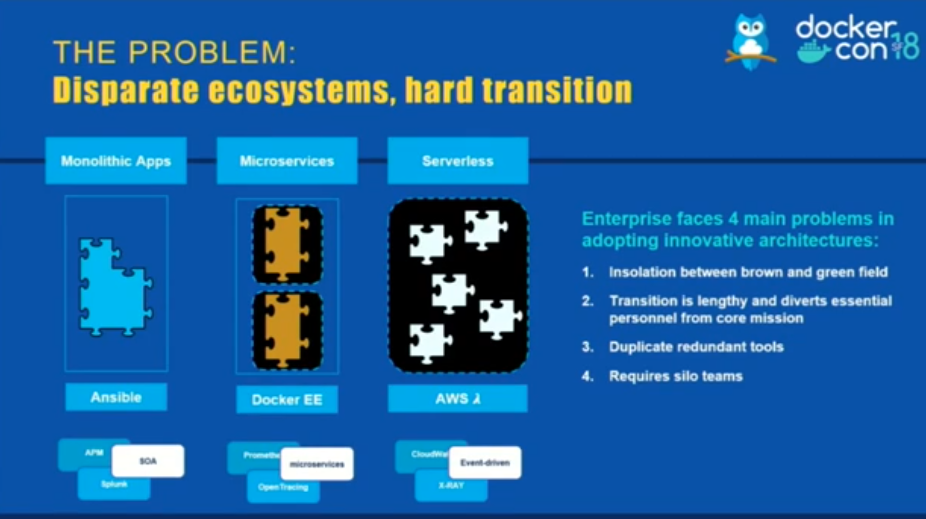 docker
con SF 18
THE PROBLEM:
Disparate ecosystems, hard transition
Monolithic Apps
Microservices
Serverless
Enterprise faces 4 main problems in
adopting innovative architectures:
1. Insolation between brown and green field
2. Transition is lengthy and diverts essential
personnel from core mission
3. Duplicate redundant tools
4. Requires silo teams
Ansible
Docker EE
AWS λ
APM
SOA
Splunk
microservices
OpenTracing
Event-driven
X-RAY